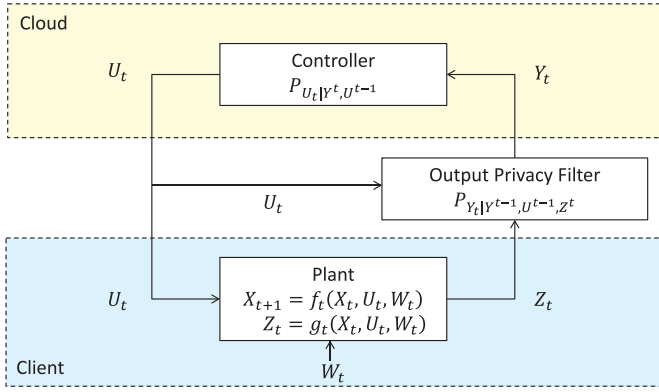 Cloud
Controller
P_{U_t|Y^t,U^{t-1}}
U_t
Y_t
Output Privacy Filter
P_{Y_t|Y^{t-1},U^{t-1},Z^t}
U_t
Plant
X_{t+1} = f_t(X_t, U_t, W_t)
Z_t = g_t(X_t, U_t, W_t)
U_t
Z_t
W_t
Client